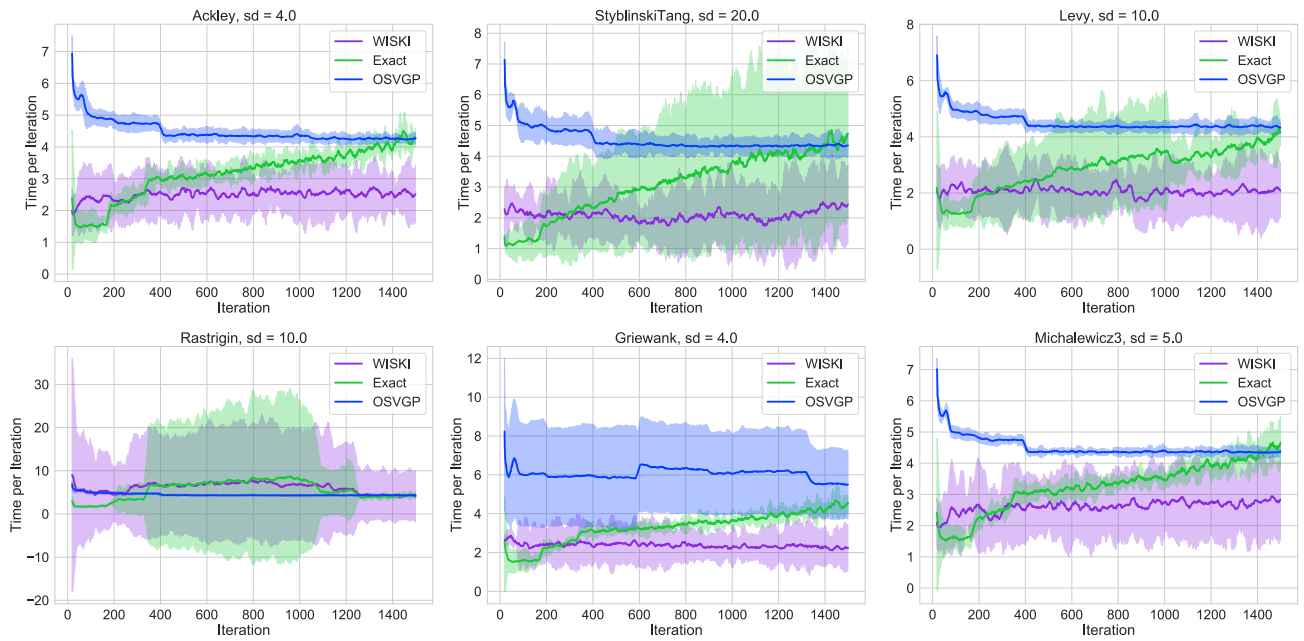 Ackley, sd = 4.0
Time per Iteration
7
6
5
4
3
2
1
0
WISKI
Exact
OSVGP
0 200 400 600 800 1000 1200 1400
Iteration
StyblinskiTang, sd = 20.0
Time per Iteration
8
7
6
5
4
3
2
1
0
WISKI
Exact
OSVGP
0 200 400 600 800 1000 1200 1400
Iteration
Levy, sd = 10.0
Time per Iteration
8
6
4
2
0
WISKI
Exact
OSVGP
0 200 400 600 800 1000 1200 1400
Iteration
Rastrigin, sd = 10.0
Time per Iteration
30
20
10
0
−10
−20
WISKI
Exact
OSVGP
0 200 400 600 800 1000 1200 1400
Iteration
Griewank, sd = 4.0
Time per Iteration
12
10
8
6
4
2
0
WISKI
Exact
OSVGP
0 200 400 600 800 1000 1200 1400
Iteration
Michalewicz3, sd = 5.0
Time per Iteration
7
6
5
4
3
2
1
0
WISKI
Exact
OSVGP
0 200 400 600 800 1000 1200 1400
Iteration